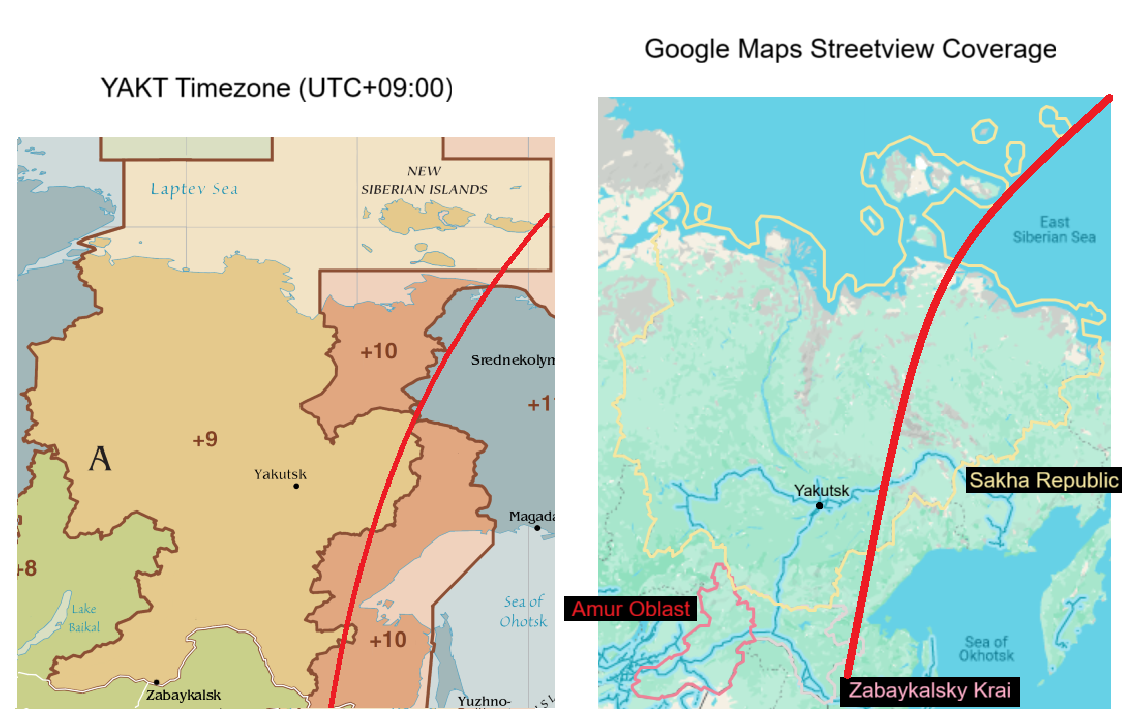 Google Maps Streetview Coverage
YAKT Timezone (UTC+09:00)
NEW
SIBERIAN ISLANDS
Laptev Sea
East
Siberian Sea
+10
Srednekolym
+1
+9
A
Yakutsk
Yakutsk
Sakha Republic
Magada
+8
Lake
Baikal
Sea of
Ohotsk
Amur Oblast
+10
Sea of
Okhotsk
Zabaykalsk
Zabaykalsky Krai
Yuzhno-